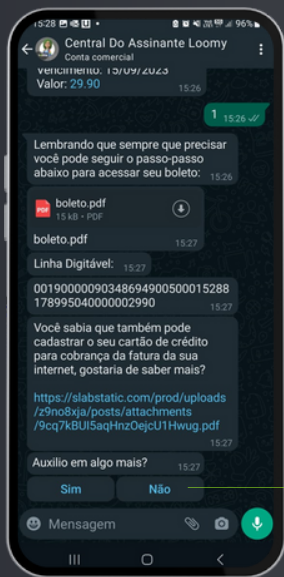 15:28
96%
Central Do Assinante Loomy
Conta comercial
Vencimento: 15/09/2023
Valor: 29.90
15:26
1 15:26
Lembrando que sempre que precisar
você pode seguir o passo-passo
abaixo para acessar seu boleto: 15:26
PDF
boleto.pdf
15 kB • PDF
boleto.pdf
15:27
Linha Digitável: 15:27
00190000090348694900500015288
178995040000002990
15:27
Você sabia que também pode
cadastrar o seu cartão de crédito
para cobrança da fatura da sua
internet, gostaria de saber mais?
https://slabstatic.com/prod/uploads
/z9no8xja/posts/attachments
/9cq7kBUI5aqHnzOejcU1Hwug.pdf
15:27
Auxilio em algo mais? 15:27
Sim Não
Mensagem